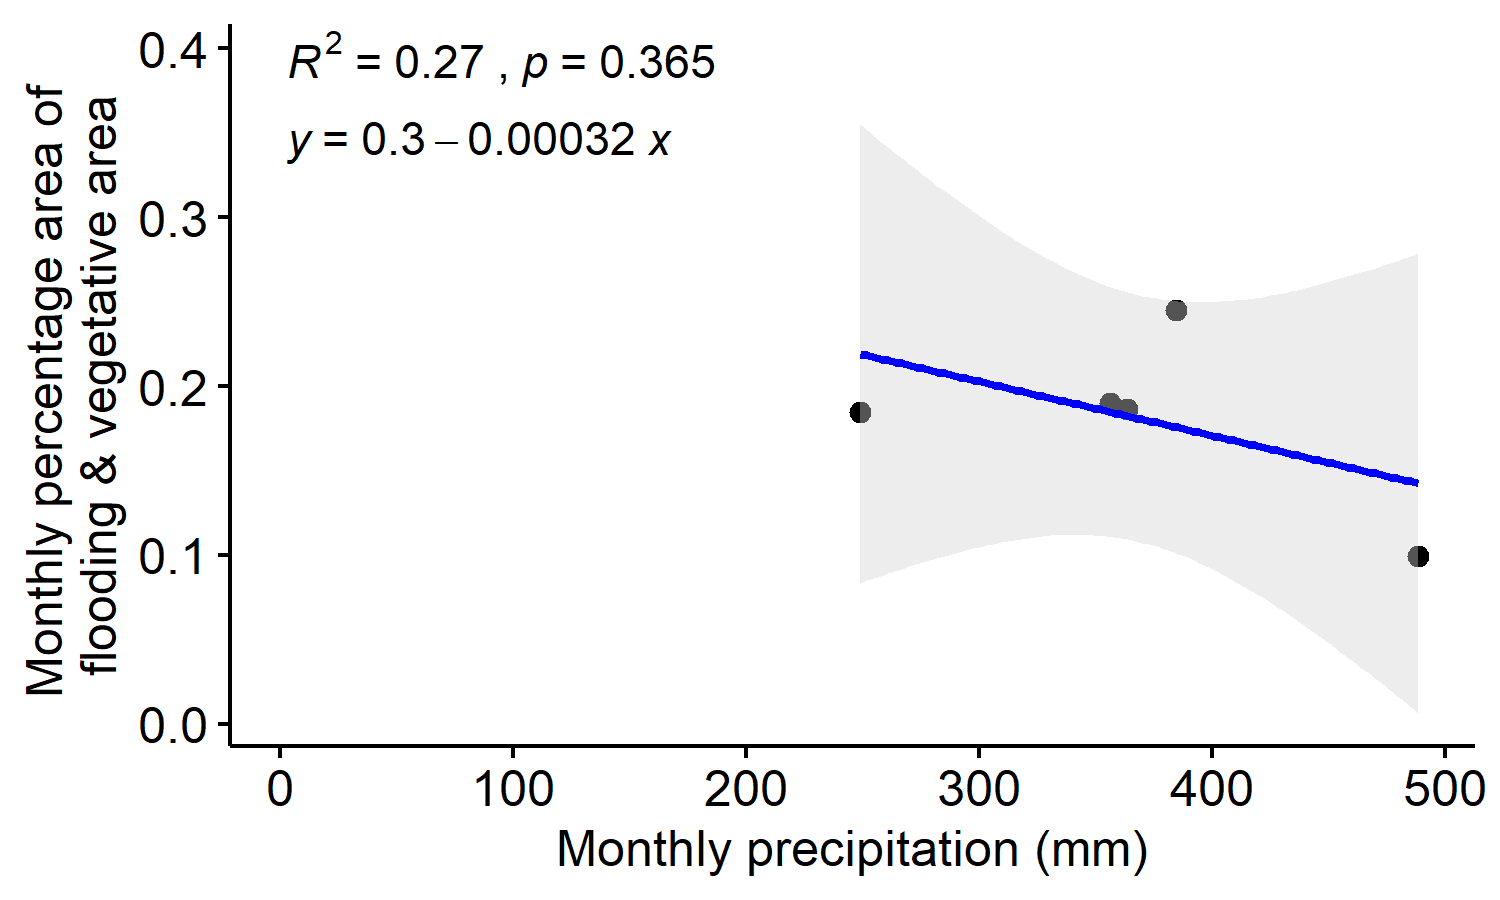 R² = 0.27 , p = 0.365
y = 0.3 – 0.00032 x
Monthly percentage area of
flooding & vegetative area
0.4
0.3
0.2
0.1
0.0
0 100 200 300 400 500
Monthly precipitation (mm)